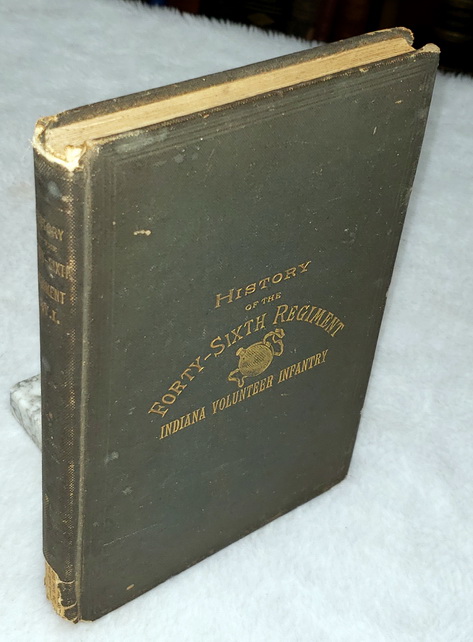 HISTORY
OF THE
FORTY-SIXTH REGIMENT
INDIANA VOLUNTEER INFANTRY